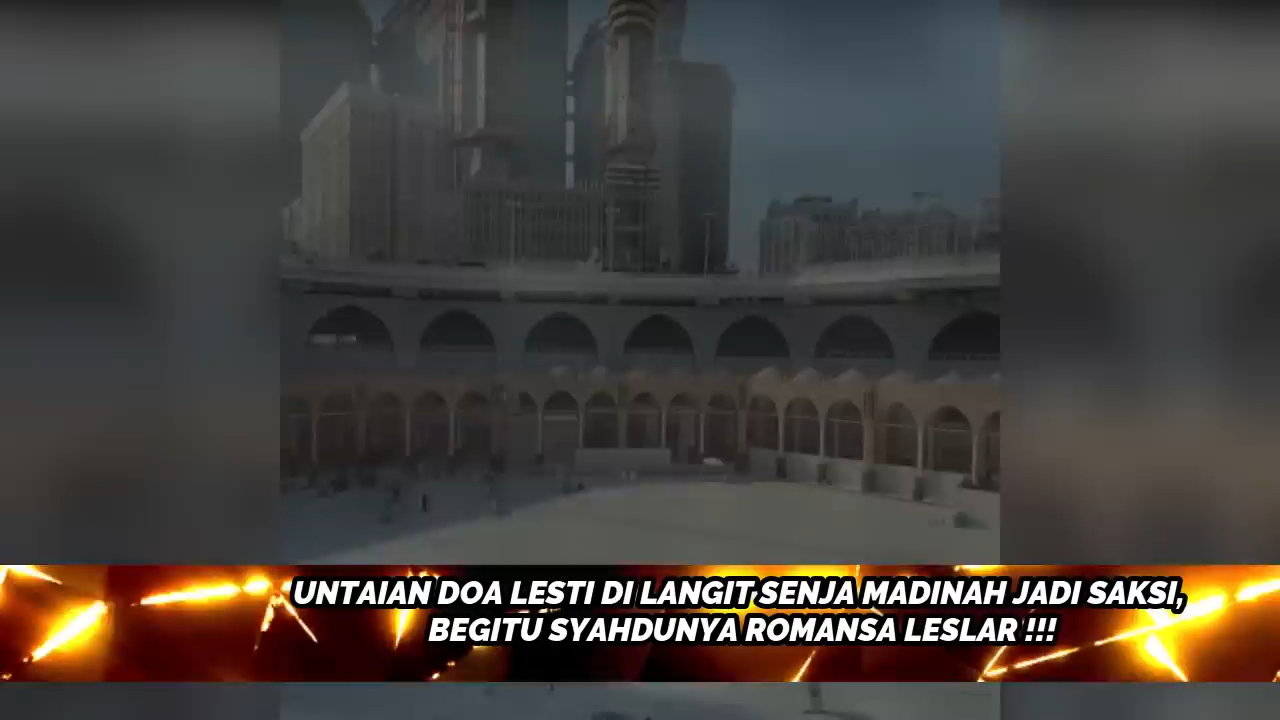 UNTAIAN DOA LESTI DI LANGIT SENJA MADINAH JADI SAKSI,
BEGITU SYAHDUNYA ROMANSA LESLAR !!!